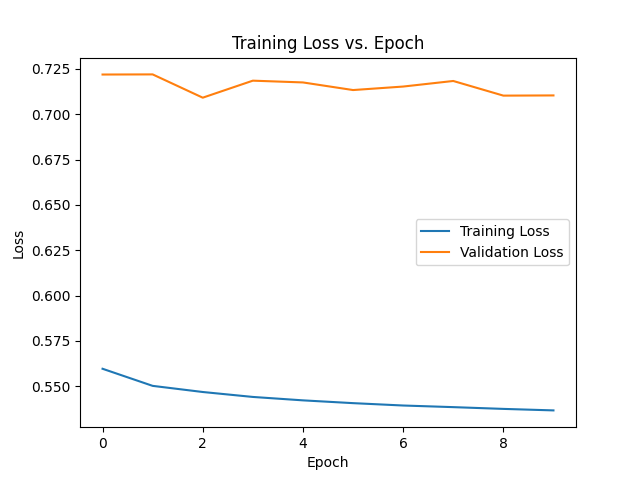 Training Loss vs. Epoch
Loss
0.725
0.700
0.675
0.650
0.625
0.600
0.575
0.550
Training Loss
Validation Loss
0 2 4 6 8
Epoch